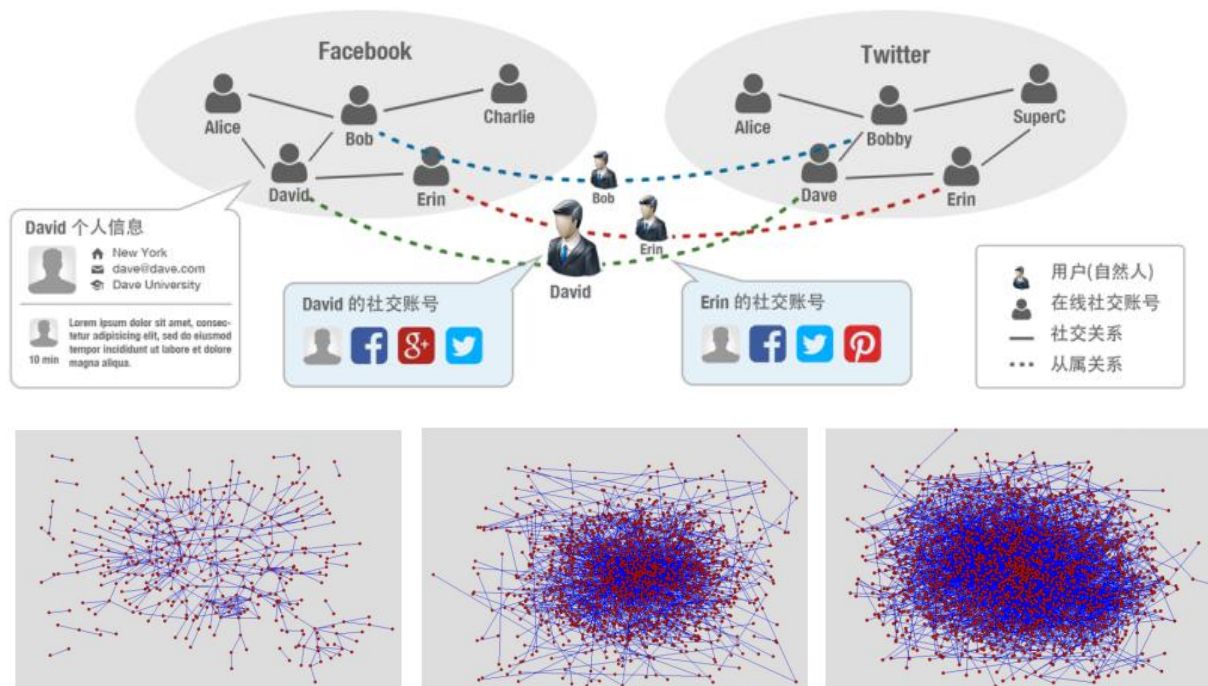 Facebook
Twitter
Alice
Bob
Charlie
David
Erin
Alice
Bobby
SuperC
Dave
Erin
Bob
Erin
David
David 个人信息
New York
dave@dave.com
Dave University
Lorem ipsum dolor sit amet, consec-
tetur adipisicing elit, sed do eiusmod
tempor incididunt ut labore et dolore
magna aliqua.
10 min
David 的社交账号
f g+
Erin 的社交账号
f
用户(自然人)
在线社交账号
社交关系
从属关系